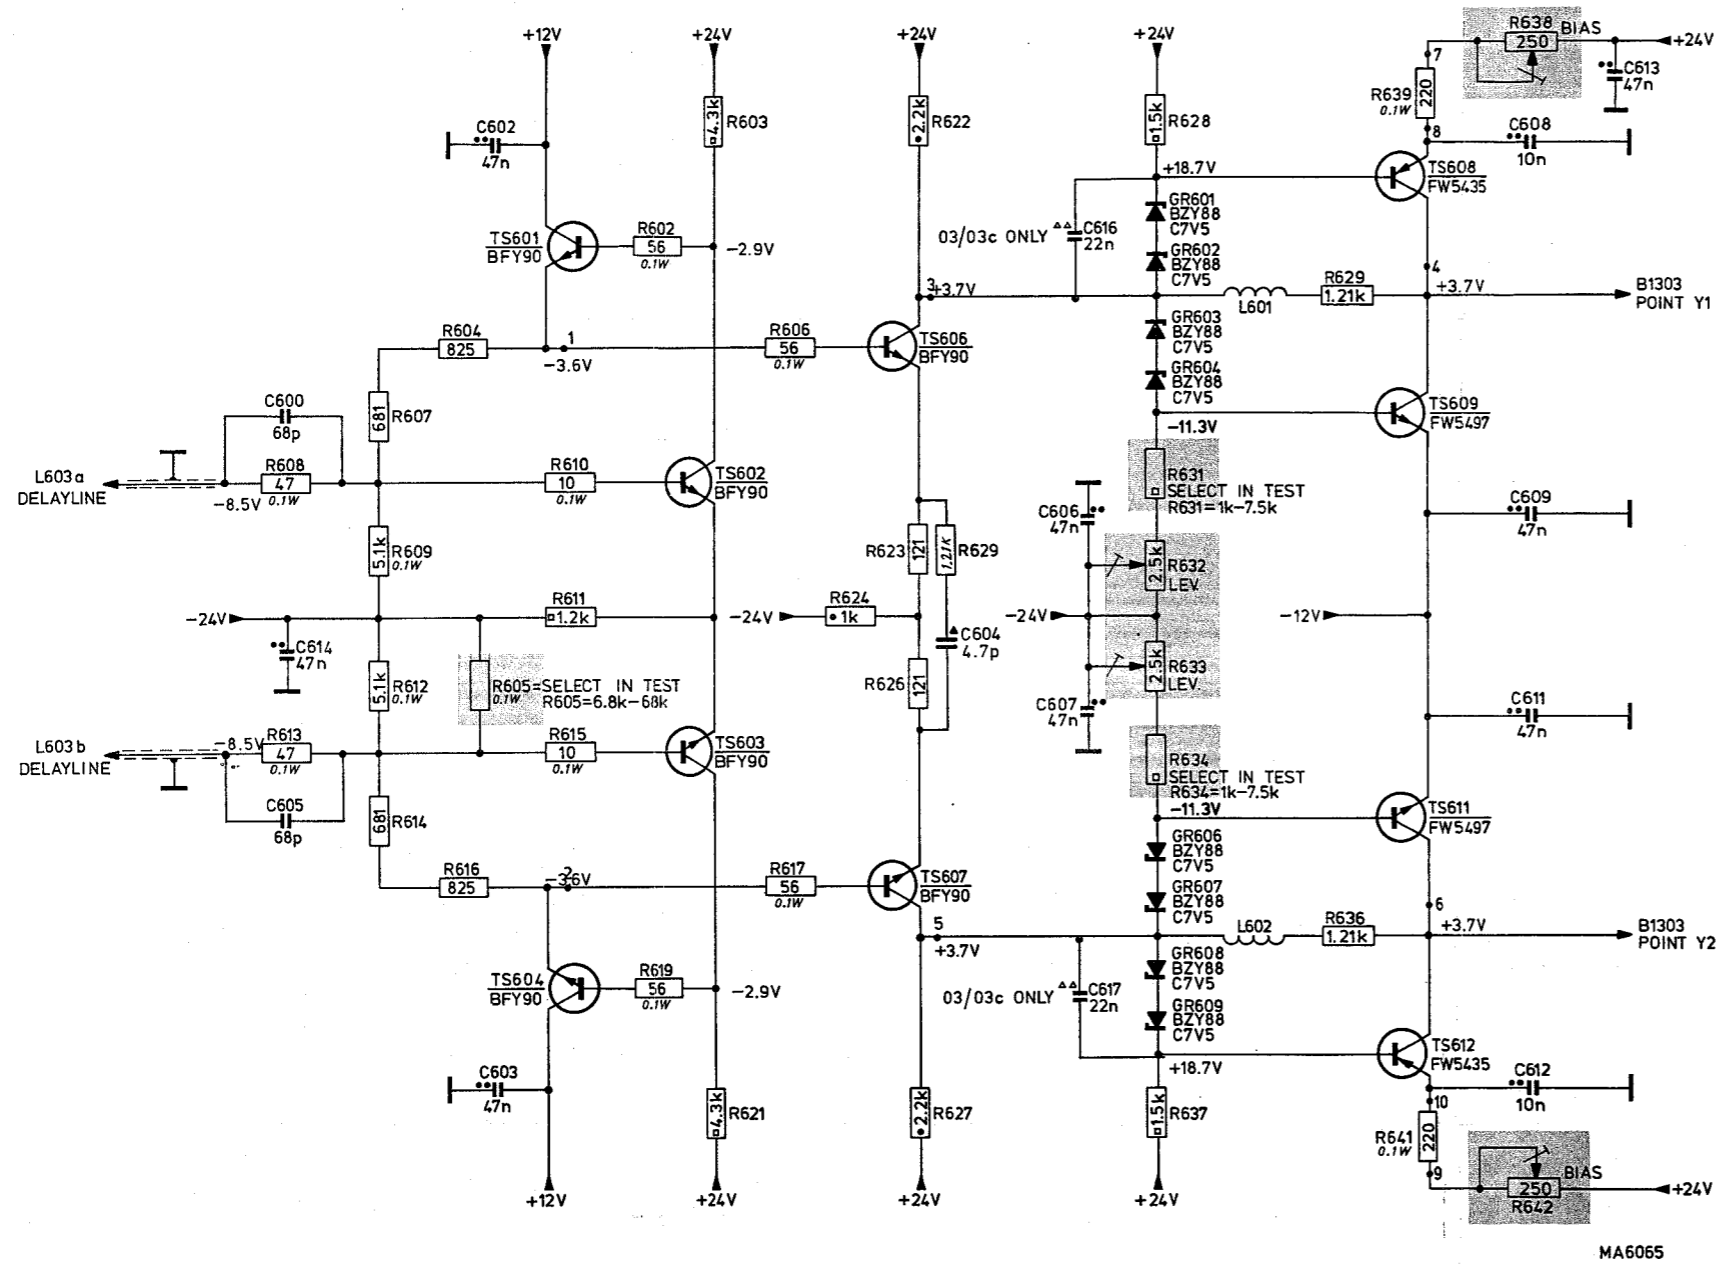 +12V
+24V
+24V
+24V
R638
BIAS
250
+24V
7
C613
47n
R639
0.1W
220
8
C608
10n
4.3k
R603
2.2k
R622
1.5k
R628
C602
47n
+18.7V
TS608
FW5435
TS601
BFY90
R602
56
0.1W
-2.9V
03/03c ONLY
C616
22n
GR601
BZY88
C7V5
GR602
BZY88
C7V5
4
3
+3.7V
L601
R629
1.21k
+3.7V
B1303
POINT Y1
R604
825
1
-3.6V
R606
56
0.1W
TS606
BFY90
GR603
BZY88
C7V5
GR604
BZY88
C7V5
TS609
FW5497
-11.3V
C600
68p
681
R607
L603a
DELAYLINE
-8.5V
R608
47
0.1W
R610
10
0.1W
TS602
BFY90
R631
SELECT IN TEST
R631=1k-7.5k
C606
47n
C609
47n
5.1k
R609
0.1W
R623
121
1.21k
R629
2.5k
R632
LEV.
-24V
R611
1.2k
-24V
R624
1k
-24V
-12V
C614
47n
C604
4.7p
5.1k
R612
0.1W
R605=SELECT IN TEST
0.1W
R605=6.8k-68k
R626
121
2.5k
R633
LEV.
C607
47n
C611
47n
L603b
DELAYLINE
-8.5V
R613
47
0.1W
R615
10
0.1W
TS603
BFY90
R634
SELECT IN TEST
R634=1k-7.5k
-11.3V
C605
68p
681
R614
TS611
FW5497
GR606
BZY88
C7V5
R616
825
2
-3.6V
R617
56
0.1W
TS607
BFY90
GR607
BZY88
C7V5
6
5
+3.7V
L602
R636
1.21k
+3.7V
B1303
POINT Y2
TS604
BFY90
R619
56
0.1W
-2.9V
03/03c ONLY
C617
22n
GR608
BZY88
C7V5
GR609
BZY88
C7V5
TS612
FW5435
+18.7V
C603
47n
C612
10n
10
4.3k
R621
2.2k
R627
1.5k
R637
R641
0.1W
220
9
BIAS
250
R642
+24V
+12V
+24V
+24V
+24V
MA6065